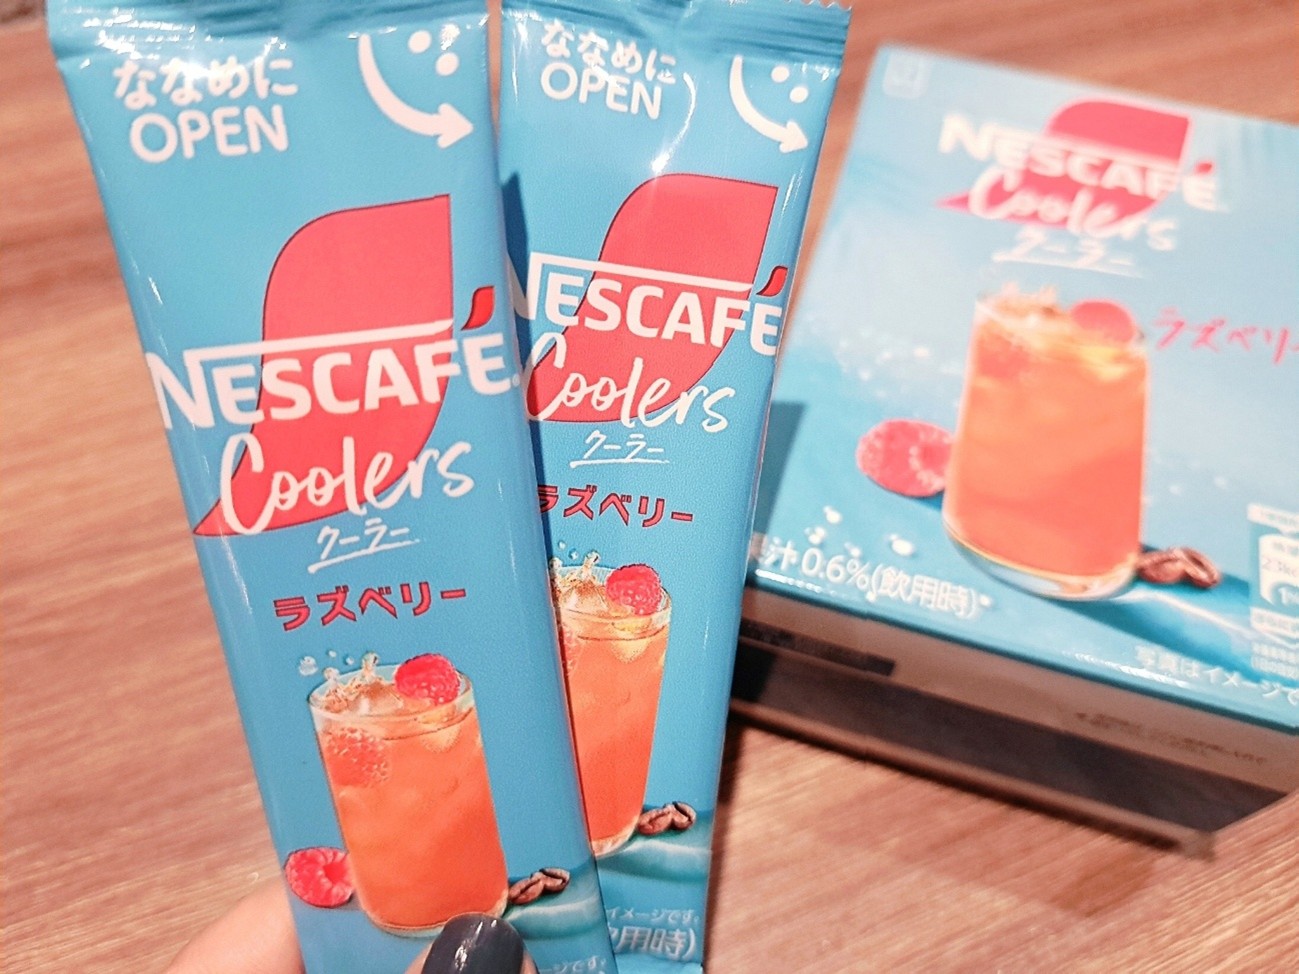 ななめに
OPEN
NESCAFÉ
Coolers
クーラー
ラズベリー
ージです。
ななめに
OPEN
NESCAFÉ
Coolers
クーラー
ラズベリー
イメージです。
用時)
NESCAFÉ
Coolers
クーラー
ラズベリー
果汁0.6%(飲用時)
写真はイメージで